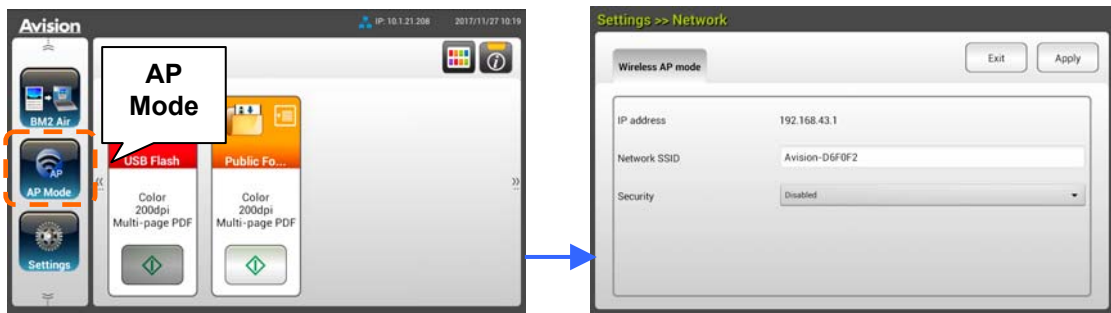 Avision
IP: 10.1.21.208
2017/11/27 10:19
BM2 Air
AP
AP Mode
Settings
AP
Mode
USB Flash
Color
200dpi
Multi-page PDF
Public Fo...
Color
200dpi
Multi-page PDF
Settings >> Network
Wireless AP mode
Exit
Apply
IP address
192.168.43.1
Network SSID
Avision-D6F0F2
Security
Disabled